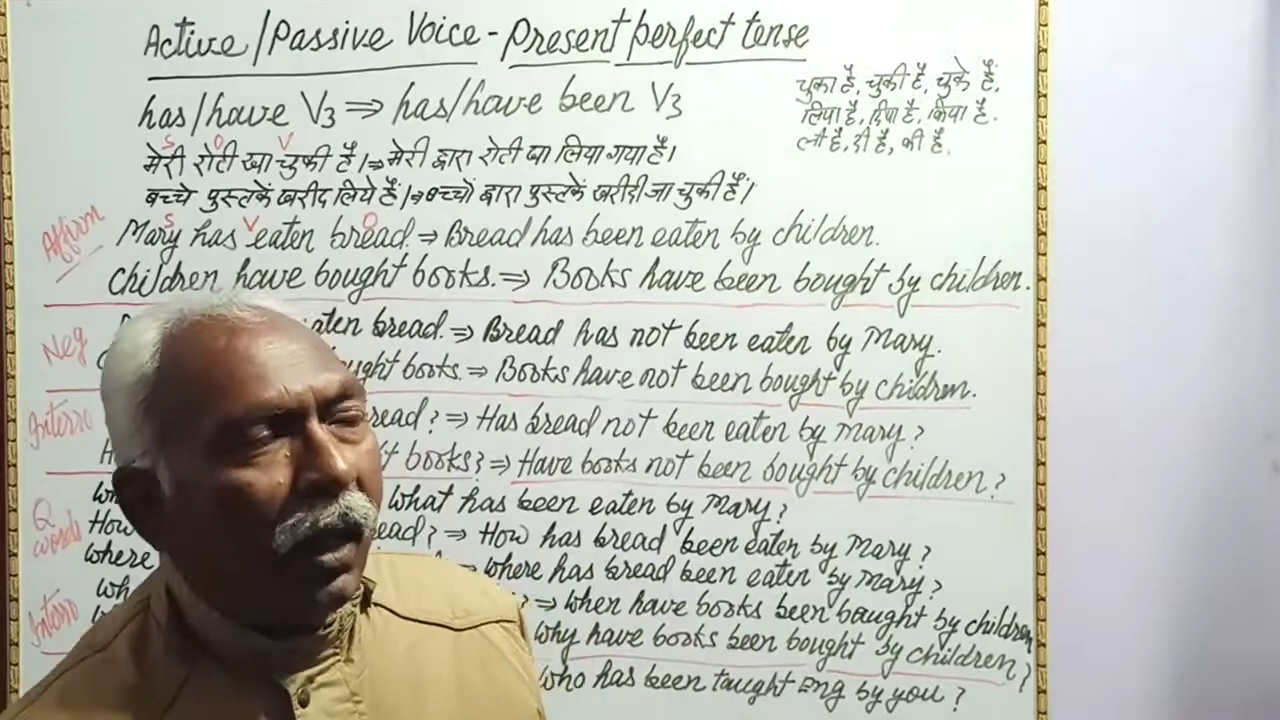 Active/Passive Voice - Present perfect tense
चुका है, चुकी है, चुके हैं,
has/have V3 ⇒ has/have been V3
लिया है, दिया है, किया है.
ली है, दी है, की है.
S O V
मेरी रोटी खा चुकी है।⇒मेरी द्वारा रोटी खा लिया गया है।
बच्चे पुस्तकें खरीद लिये हैं।⇒बच्चों द्वारा पुस्तकें खरीदी जा चुकी हैं।
S V O
Affirm Mary has eaten bread. ⇒ Bread has been eaten by children.
Children have bought books. ⇒ Books have been bought by children.
Neg aten bread. ⇒ Bread has not been eaten by Mary.
ught books. ⇒ Books have not been bought by children.
Interro read? ⇒ Has bread not been eaten by Mary?
t books? ⇒ Have books not been bought by children?
What has been eaten by Mary?
Q words How ead? ⇒ How has bread been eaten by Mary?
where ⇒ where has bread been eaten by Mary?
wh ? ⇒ when have books been bought by children
Interro why have books been bought by children?
who has been taught Eng by you?